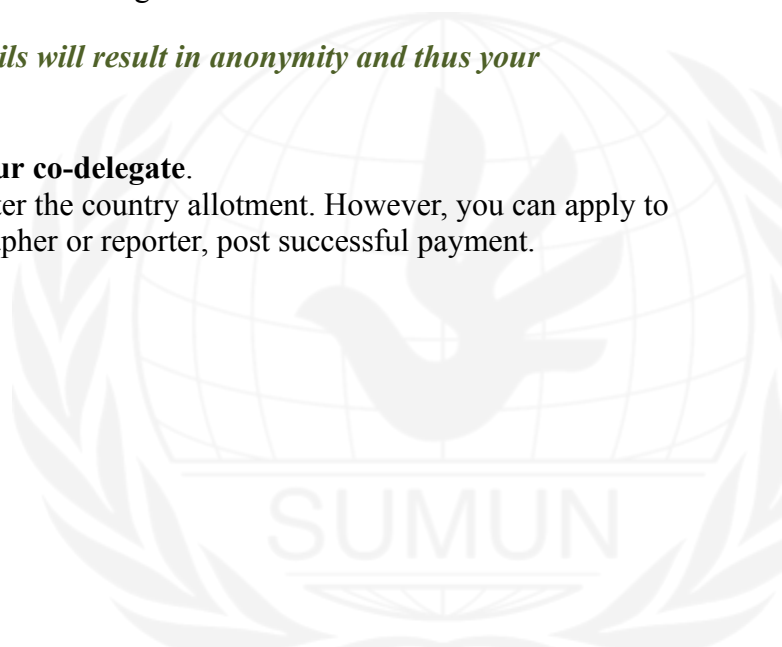 ils will result in anonymity and thus your
ur co-delegate.
ter the country allotment. However, you can apply to
pher or reporter, post successful payment.
SUMUN